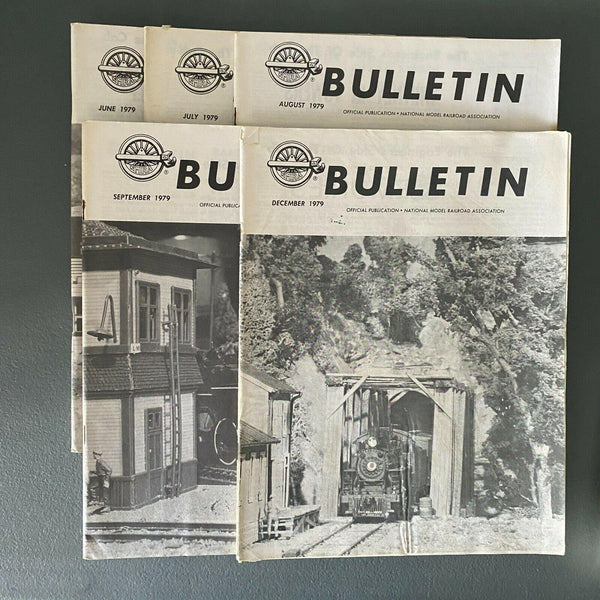 JUNE 1979
JULY 1979
BULLETIN
AUGUST 1979
OFFICIAL PUBLICATION • NATIONAL MODEL RAILROAD ASSOCIATION
BU
SEPTEMBER 1979
OFFICIAL PUBLICA
BULLETIN
DECEMBER 1979
OFFICIAL PUBLICATION • NATIONAL MODEL RAILROAD ASSOCIATION